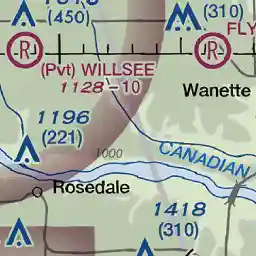 (450)
(310)
R
R
FLY
(Pvt) WILLSEE
1128-10
Wanette
1196
(221)
1000
CANADIAN
Rosedale
1418
(310)